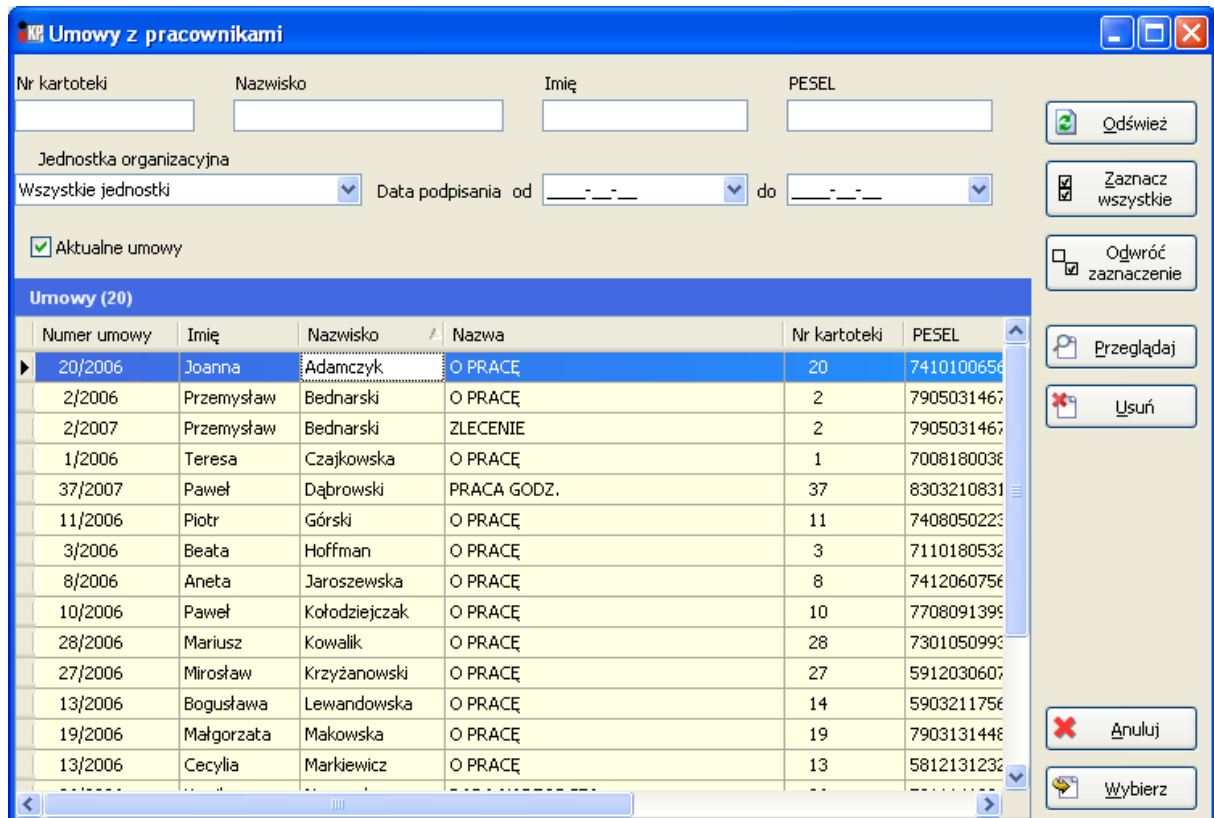 KP Umowy z pracownikami
Nr kartoteki Nazwisko Imię PESEL
Odśwież
Jednostka organizacyjna
Wszystkie jednostki Data podpisania od ____-__-__ do ____-__-__
Zaznacz
wszystkie
Aktualne umowy
Odwróć
zaznaczenie
Umowy (20)
Numer umowy Imię Nazwisko Nazwa Nr kartoteki PESEL
Przeglądaj
20/2006 Joanna Adamczyk O PRACĘ 20 7410100656
2/2006 Przemysław Bednarski O PRACĘ 2 7905031467
Usuń
2/2007 Przemysław Bednarski ZLECENIE 2 7905031467
1/2006 Teresa Czajkowska O PRACĘ 1 7008180038
37/2007 Paweł Dąbrowski PRACA GODZ. 37 8303210831
11/2006 Piotr Górski O PRACĘ 11 7408050223
3/2006 Beata Hoffman O PRACĘ 3 7110180532
8/2006 Aneta Jaroszewska O PRACĘ 8 7412060756
10/2006 Paweł Kołodziejczak O PRACĘ 10 7708091399
28/2006 Mariusz Kowalik O PRACĘ 28 7301050993
27/2006 Mirosław Krzyżanowski O PRACĘ 27 5912030607
13/2006 Bogusława Lewandowska O PRACĘ 14 5903211756
19/2006 Małgorzata Makowska O PRACĘ 19 7903131448
Anuluj
13/2006 Cecylia Markiewicz O PRACĘ 13 5812131232
Wybierz